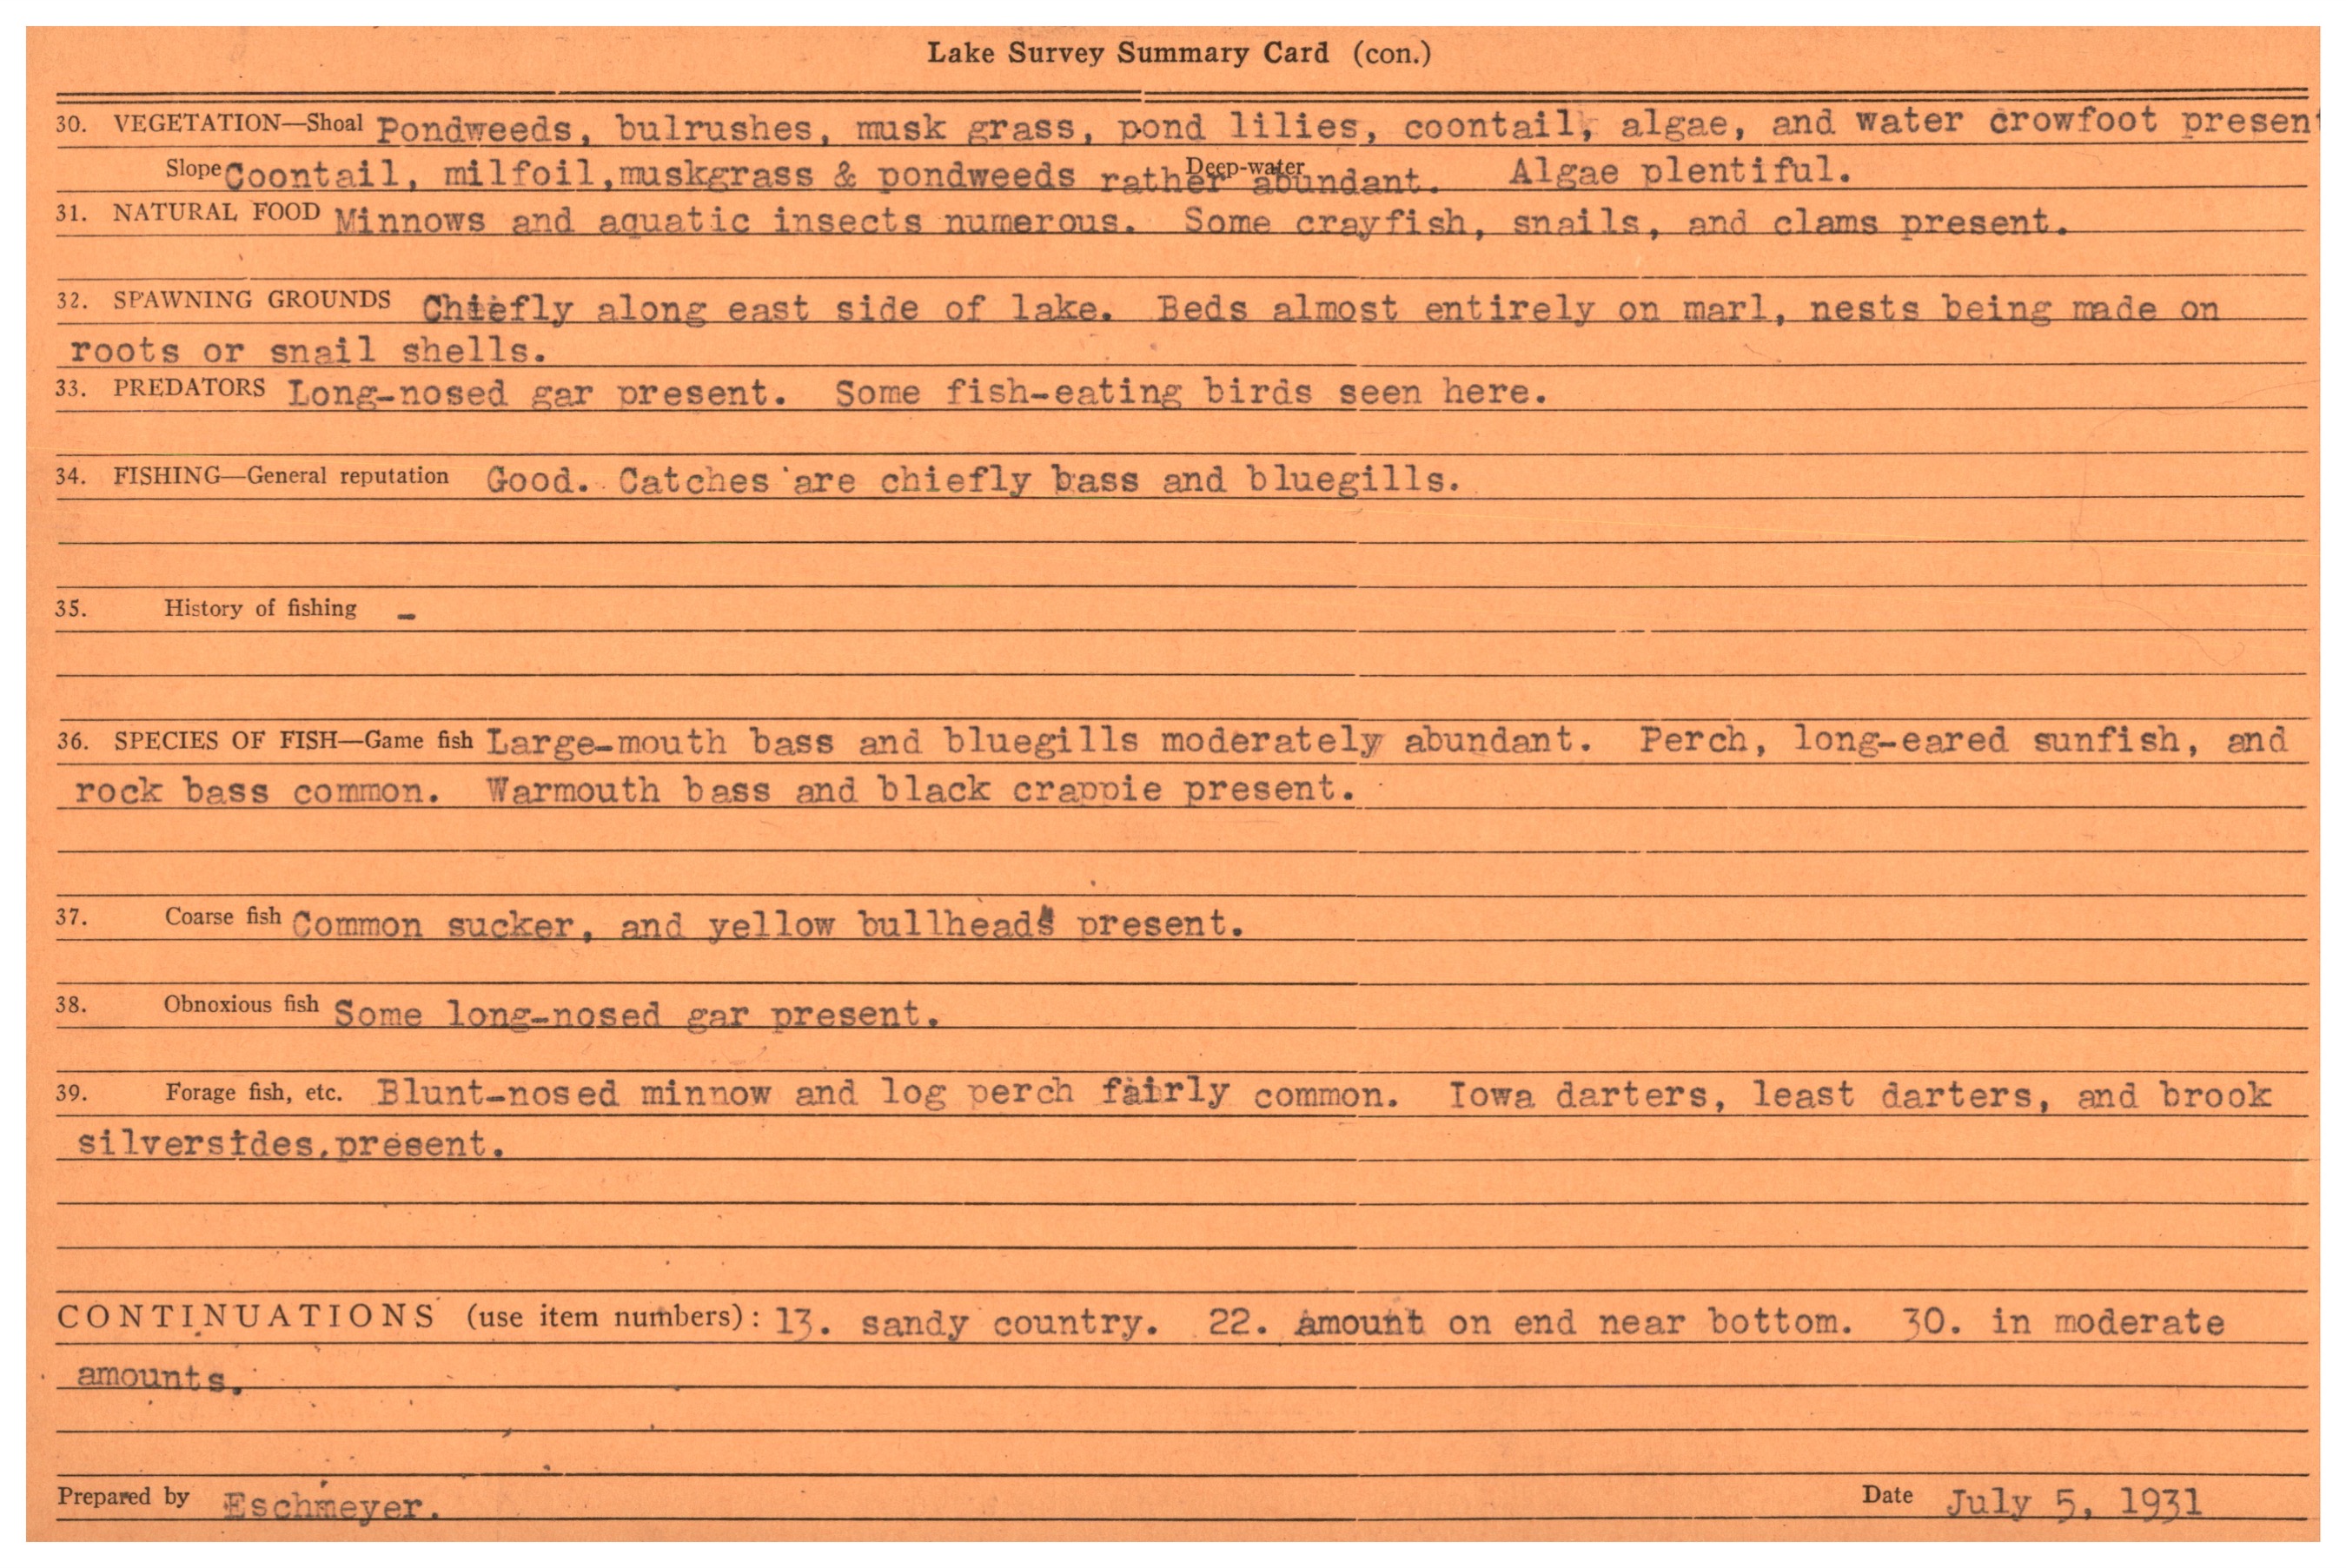 Lake Survey Summary Card (con.)
30. VEGETATION—Shoal Pondweeds, bulrushes, musk grass, pond lilies, coontail, algae, and water crowfoot present
Slope Coontail, milfoil, muskgrass & pondweeds rather abundant. Deep-water Algae plentiful.
31. NATURAL FOOD Minnows and aquatic insects numerous. Some crayfish, snails, and clams present.
32. SPAWNING GROUNDS Chiefly along east side of lake. Beds almost entirely on marl, nests being made on
roots or snail shells.
33. PREDATORS Long-nosed gar present. Some fish-eating birds seen here.
34. FISHING—General reputation Good. Catches are chiefly bass and bluegills.
35. History of fishing -
36. SPECIES OF FISH—Game fish Large-mouth bass and bluegills moderately abundant. Perch, long-eared sunfish, and
rock bass common. Warmouth bass and black crappie present.
37. Coarse fish Common sucker, and yellow bullheads present.
38. Obnoxious fish Some long-nosed gar present.
39. Forage fish, etc. Blunt-nosed minnow and log perch fairly common. Iowa darters, least darters, and brook
silversides, present.
CONTINUATIONS (use item numbers): 13. sandy country. 22. amount on end near bottom. 30. in moderate
amounts.
Prepared by Eschmeyer. Date July 5, 1931